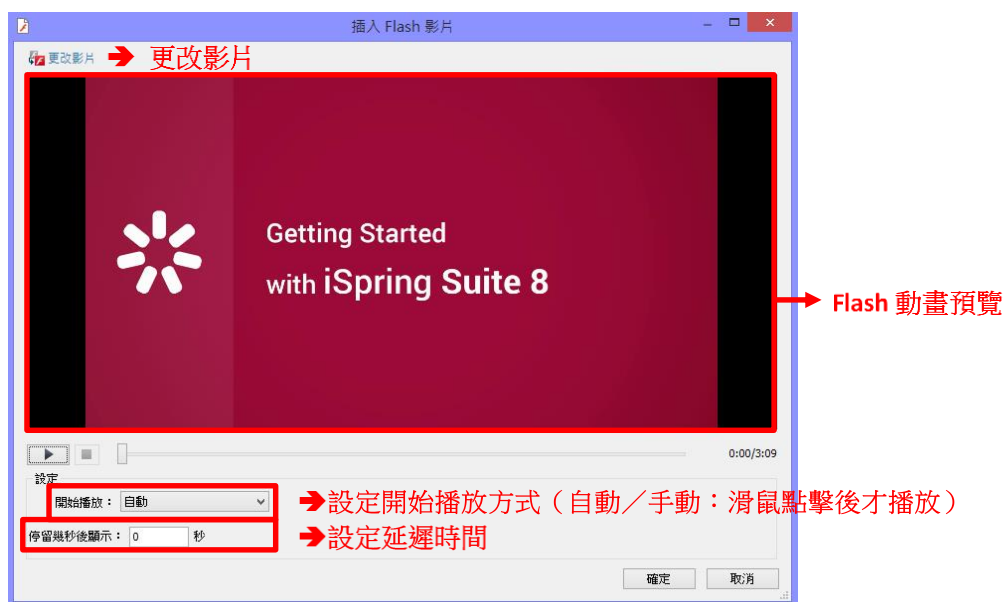 插入 Flash 影片
更改影片 ➔ 更改影片
Getting Started
with iSpring Suite 8
Flash 動畫預覽
0:00/3:09
設定
開始播放： 自動 ➔設定開始播放方式（自動／手動：滑鼠點擊後才播放）
停留幾秒後顯示： 0 秒 ➔設定延遲時間
確定 取消